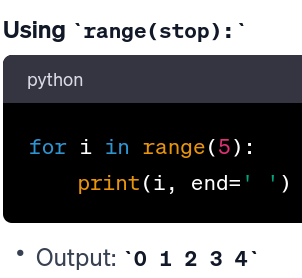 Using `range(stop):`
python
for i in range(5):
    print(i, end=' ')
• Output: `0 1 2 3 4`